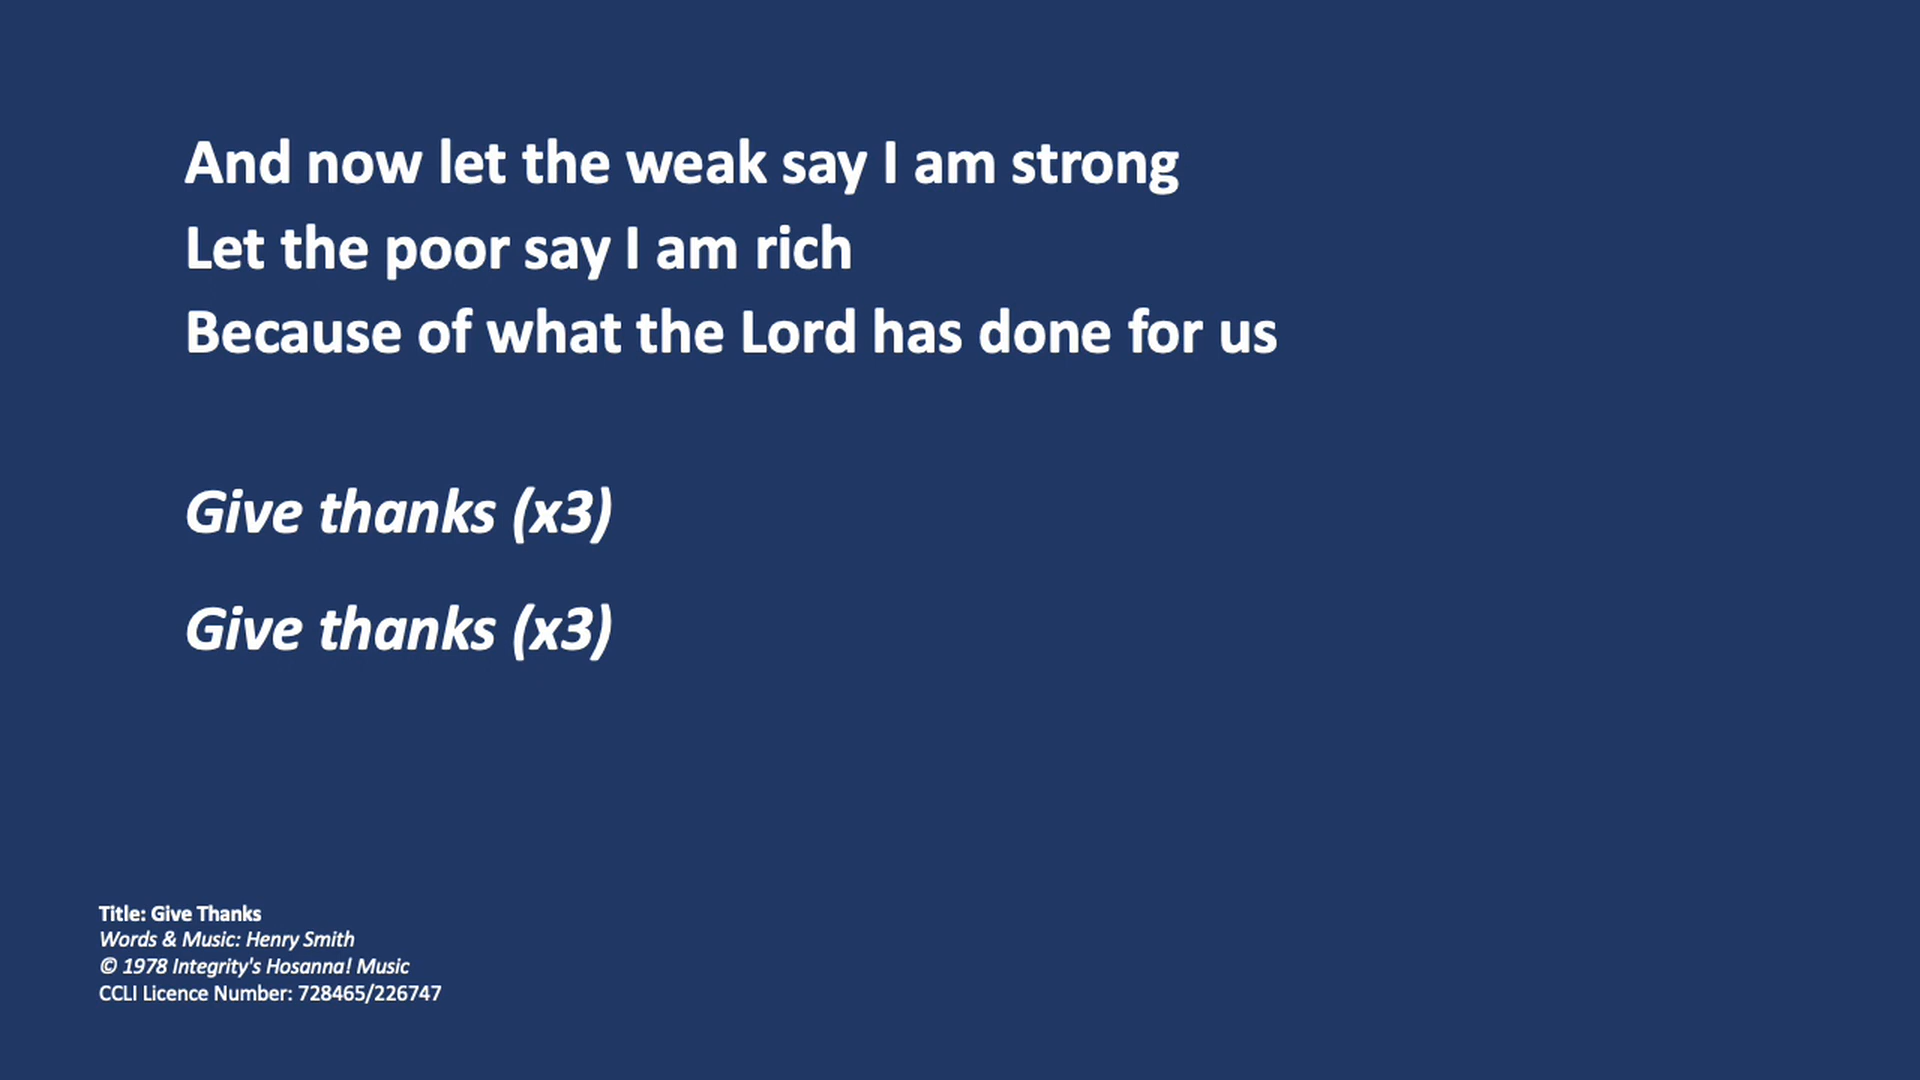 And now let the weak say I am strong
Let the poor say I am rich
Because of what the Lord has done for us
Give thanks (x3)
Give thanks (x3)
Title: Give Thanks
Words & Music: Henry Smith
© 1978 Integrity's Hosanna! Music
CCLI Licence Number: 728465/226747